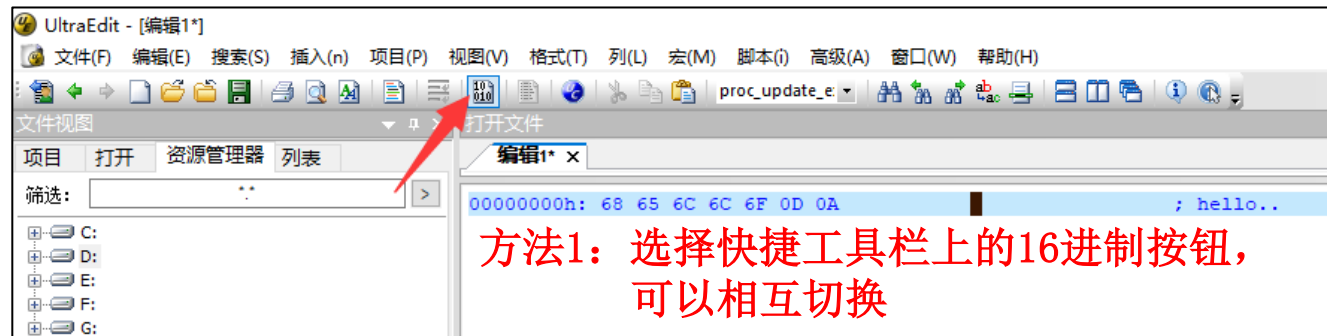 UltraEdit - [编辑1*]
文件(F) 编辑(E) 搜索(S) 插入(n) 项目(P) 视图(V) 格式(T) 列(L) 宏(M) 脚本(i) 高级(A) 窗口(W) 帮助(H)
proc_update_e:
文件视图 打开文件
项目 打开 资源管理器 列表 编辑1* ×
筛选: *.* >
00000000h: 68 65 6C 6C 6F 0D 0A ; hello..
C:
D:
E:
F:
G:
方法1：选择快捷工具栏上的16进制按钮，
可以相互切换